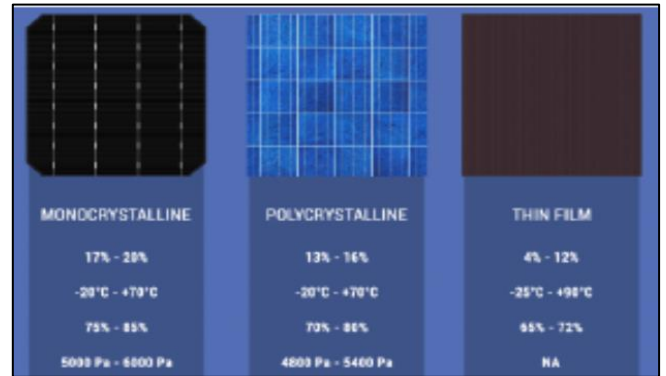 MONOCRYSTALLINE POLYCRYSTALLINE THIN FILM
17% - 20% 13% - 16% 4% - 12%
-20°C - +70°C -20°C - +70°C -25°C - +90°C
75% - 85% 70% - 80% 65% - 72%
5000 Pa - 6000 Pa 4800 Pa - 5400 Pa NA